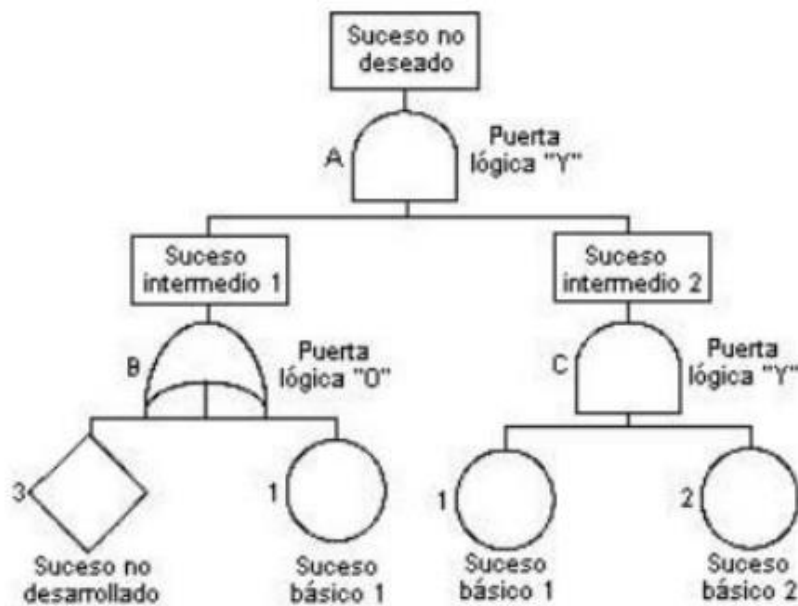 Suceso no
deseado
A
Puerta
lógica "Y"
Suceso
intermedio 1
Suceso
intermedio 2
B
Puerta
lógica "O"
C
Puerta
lógica "Y"
3
1
1
2
Suceso no
desarrollado
Suceso
básico 1
Suceso
básico 1
Suceso
básico 2